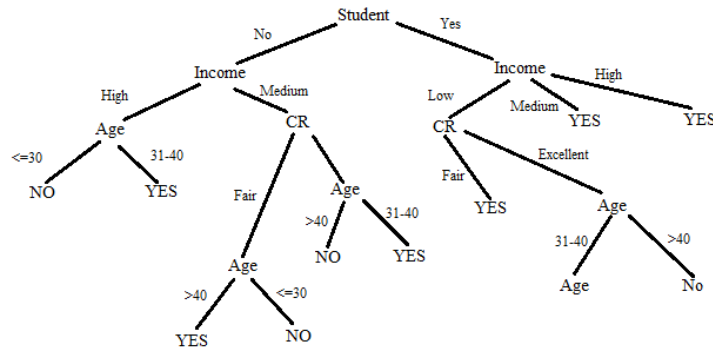 Student
No
Yes
Income
Income
High
Medium
Low
Medium
High
Age
CR
CR
YES
YES
<=30
31-40
Fair
Excellent
NO
YES
Fair
Age
YES
Age
>40
31-40
31-40
>40
Age
NO
YES
>40
<=30
Age
No
YES
NO